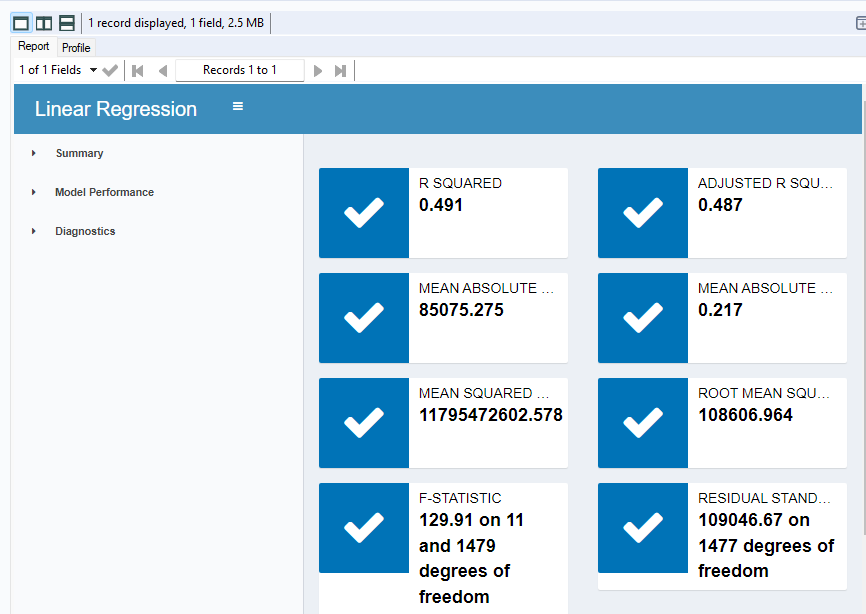 1 record displayed, 1 field, 2.5 MB
Report Profile
1 of 1 Fields Records 1 to 1
Linear Regression
Summary
Model Performance
Diagnostics
R SQUARED
0.491
ADJUSTED R SQU...
0.487
MEAN ABSOLUTE ...
85075.275
MEAN ABSOLUTE ...
0.217
MEAN SQUARED ...
11795472602.578
ROOT MEAN SQU...
108606.964
F-STATISTIC
129.91 on 11
and 1479
degrees of
freedom
RESIDUAL STAND...
109046.67 on
1477 degrees of
freedom